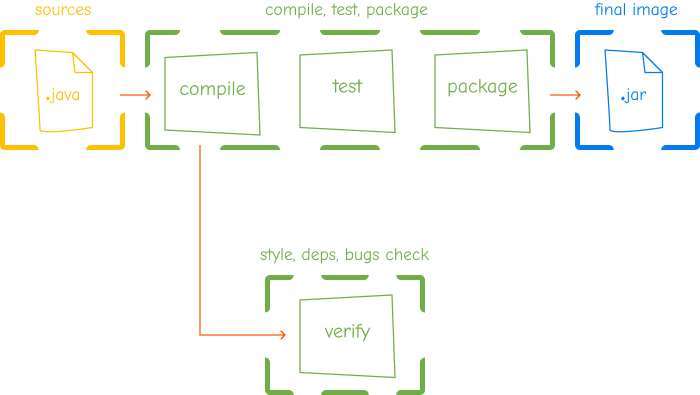 sources
compile, test, package
final image
.java
compile
test
package
.jar
style, deps, bugs check
verify